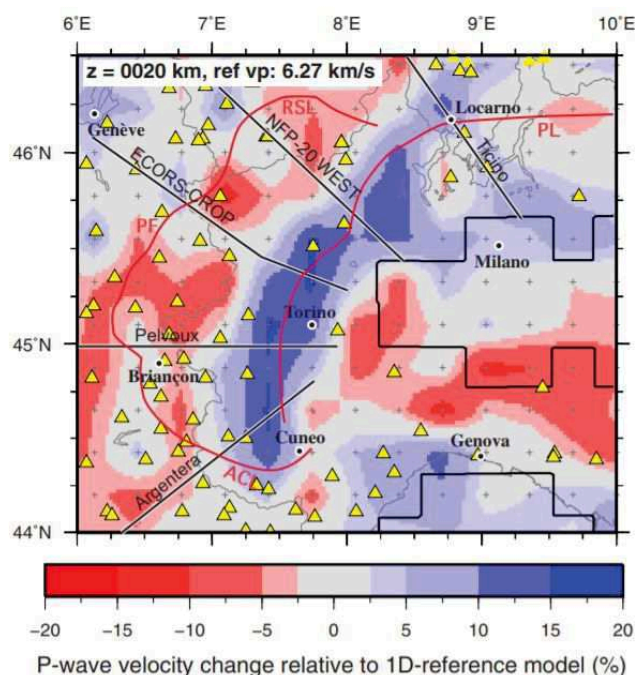 6°E 7°E 8°E 9°E 10°E
z = 0020 km, ref vp: 6.27 km/s
RSL
Locarno
Genève
NFP-20 WEST
PL
46°N
ECORS-CROP
Ticino
PF
Milano
Torino
Pelvoux
45°N
Briançon
Cuneo
Genova
Argentera
44°N
−20 −15 −10 −5 0 5 10 15 20
P-wave velocity change relative to 1D-reference model (%)